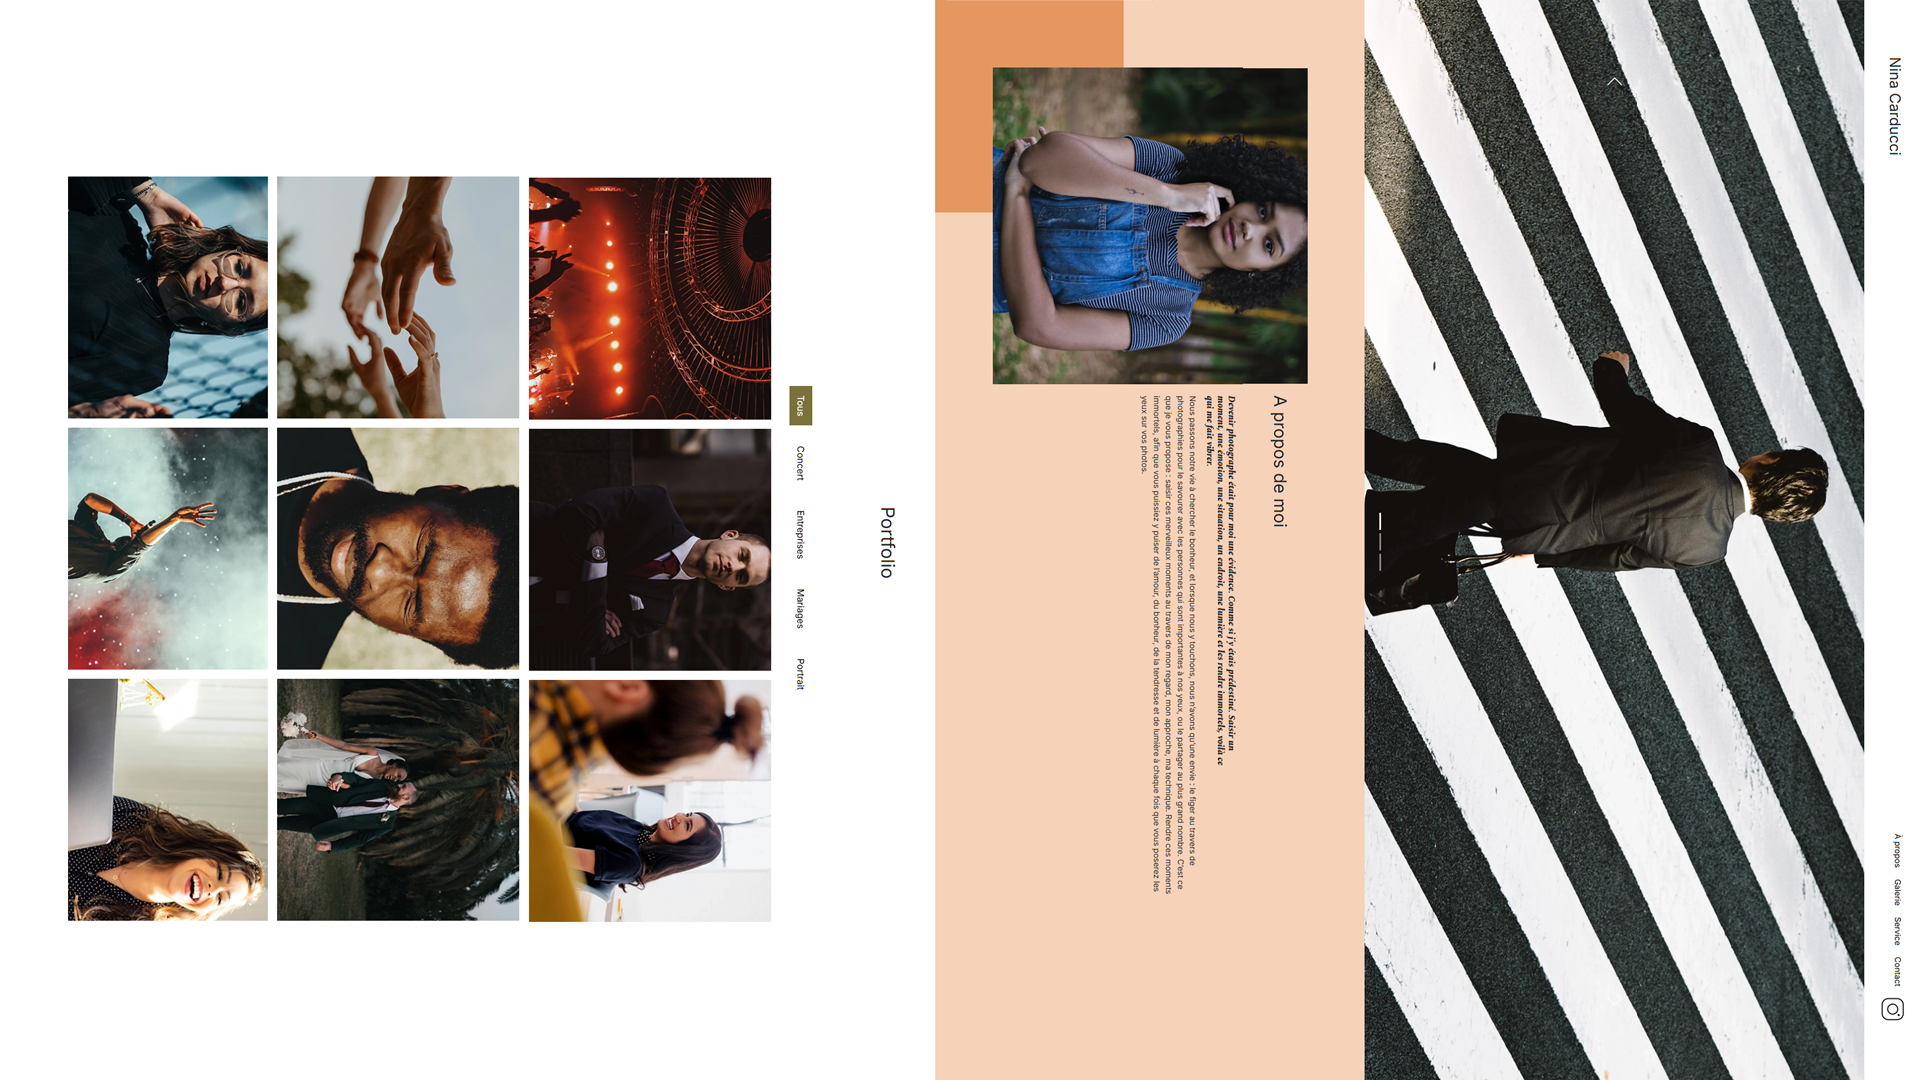 Nina Carducci
À propos Galerie Service Contact
A propos de moi
Devenir photographe était pour moi une évidence. Comme si j'y étais prédestiné. Saisir un
moment, une émotion, une situation, un endroit, une lumière et les rendre immortels, voilà ce
qui me fait vibrer.
Nous passons notre vie à chercher le bonheur, et lorsque nous y touchons, nous n'avons qu'une envie : le figer au travers de
photographies pour le savourer avec les personnes qui sont importantes à nos yeux, ou le partager au plus grand nombre. C'est ce
que je vous propose : saisir ces merveilleux moments au travers de mon regard, mon approche, ma technique. Rendre ces moments
immortels, afin que vous puissiez y puiser de l'amour, du bonheur, de la tendresse et de lumière à chaque fois que vous poserez les
yeux sur vos photos.
Portfolio
Tous Concert Entreprises Mariages Portrait